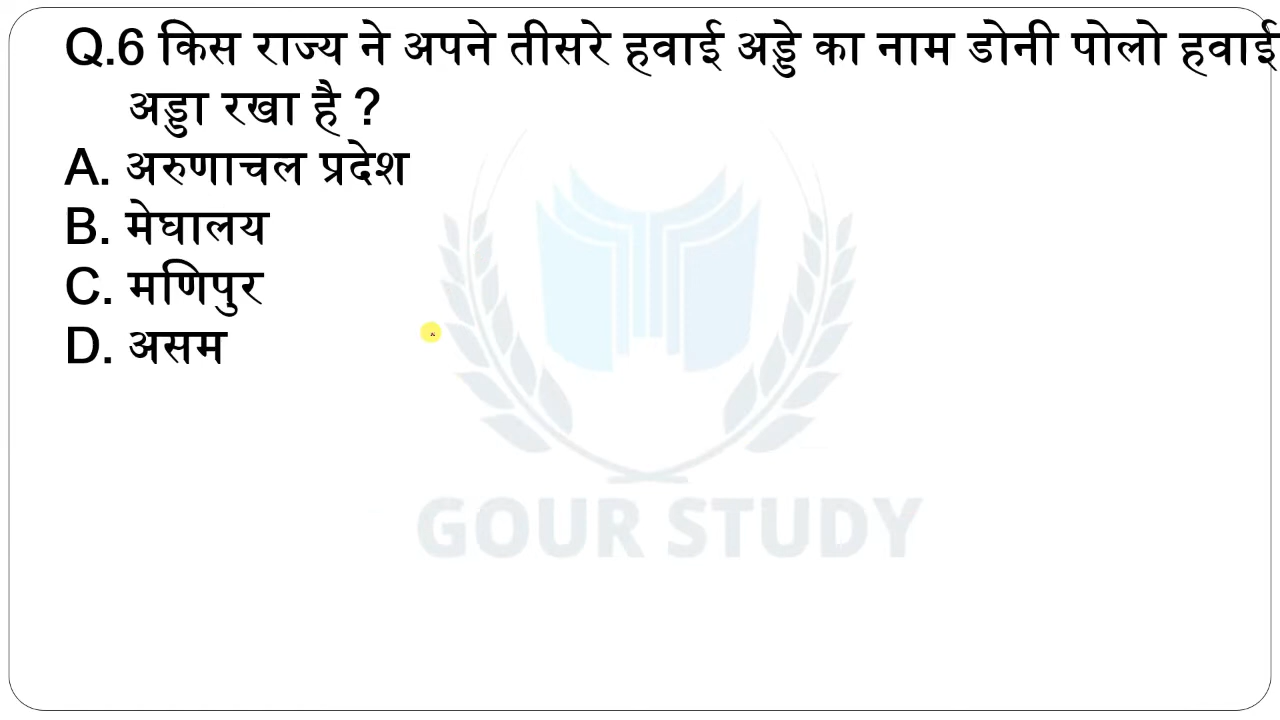 Q.6 किस राज्य ने अपने तीसरे हवाई अड्डे का नाम डोनी पोलो हवाई
अड्डा रखा है ?
A. अरुणाचल प्रदेश
B. मेघालय
C. मणिपुर
D. असम
GOUR STUDY